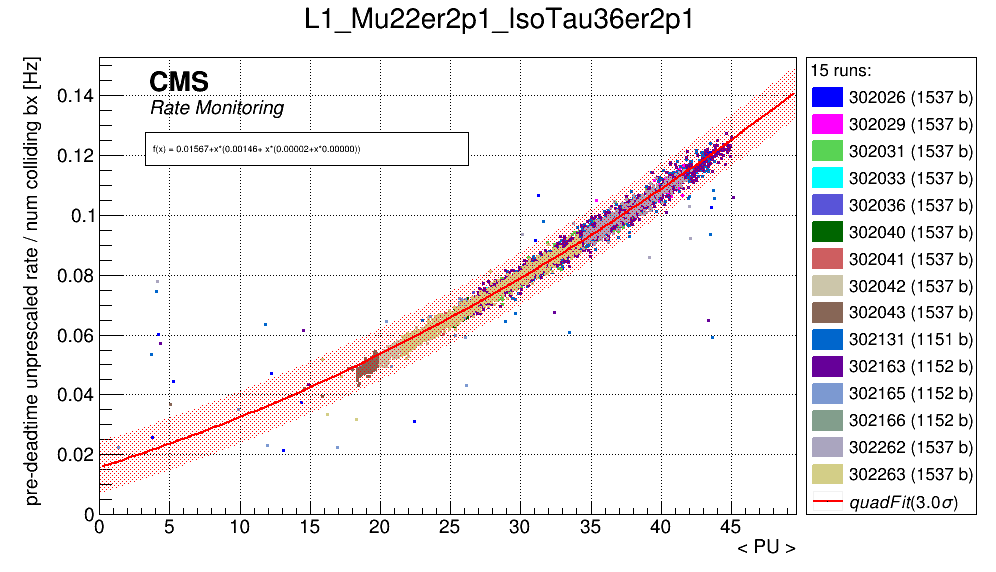 L1_Mu22er2p1_IsoTau36er2p1
pre-deadtime unprescaled rate / num colliding bx [Hz]
CMS
Rate Monitoring
f(x) = 0.01567+x*(0.00146+ x*(0.00002+x*0.00000))
0.14
0.12
0.1
0.08
0.06
0.04
0.02
0
0 5 10 15 20 25 30 35 40 45
< PU >
15 runs:
302026 (1537 b)
302029 (1537 b)
302031 (1537 b)
302033 (1537 b)
302036 (1537 b)
302040 (1537 b)
302041 (1537 b)
302042 (1537 b)
302043 (1537 b)
302131 (1151 b)
302163 (1152 b)
302165 (1152 b)
302166 (1152 b)
302262 (1537 b)
302263 (1537 b)
quadFit(3.0σ)